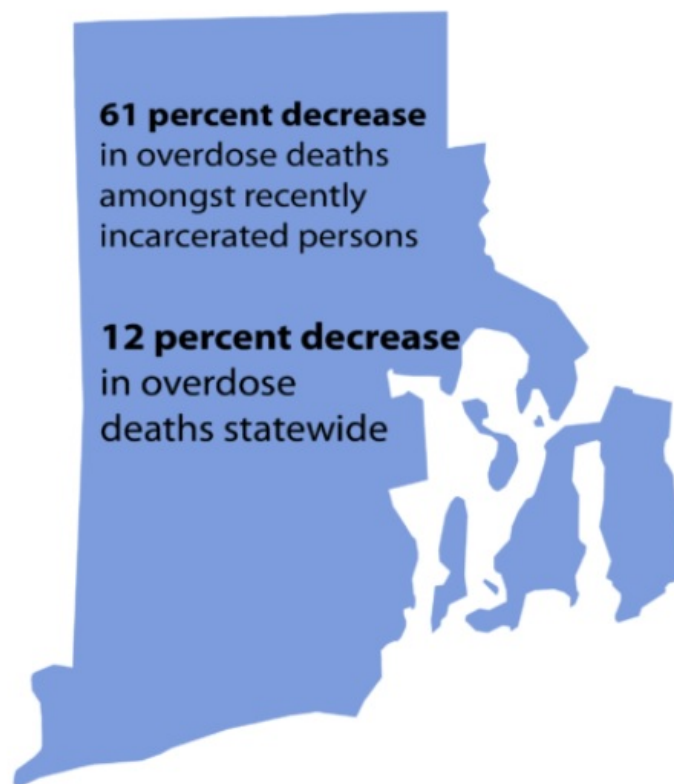 61 percent decrease
in overdose deaths
amongst recently
incarcerated persons
12 percent decrease
in overdose
deaths statewide